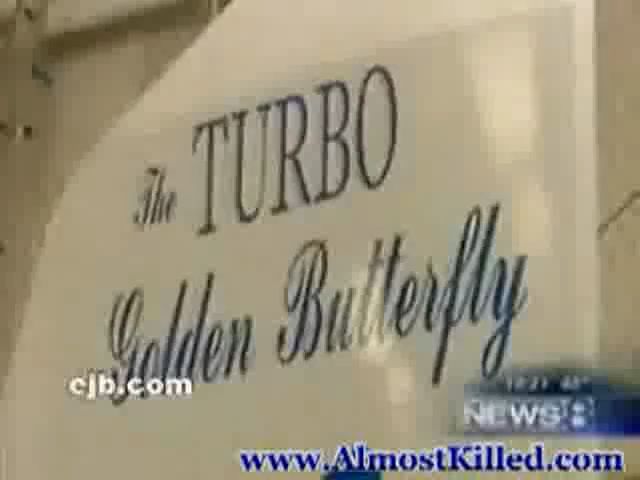 The TURBO
Golden Butterfly
cjb.com
NEWS
www.AlmostKilled.com